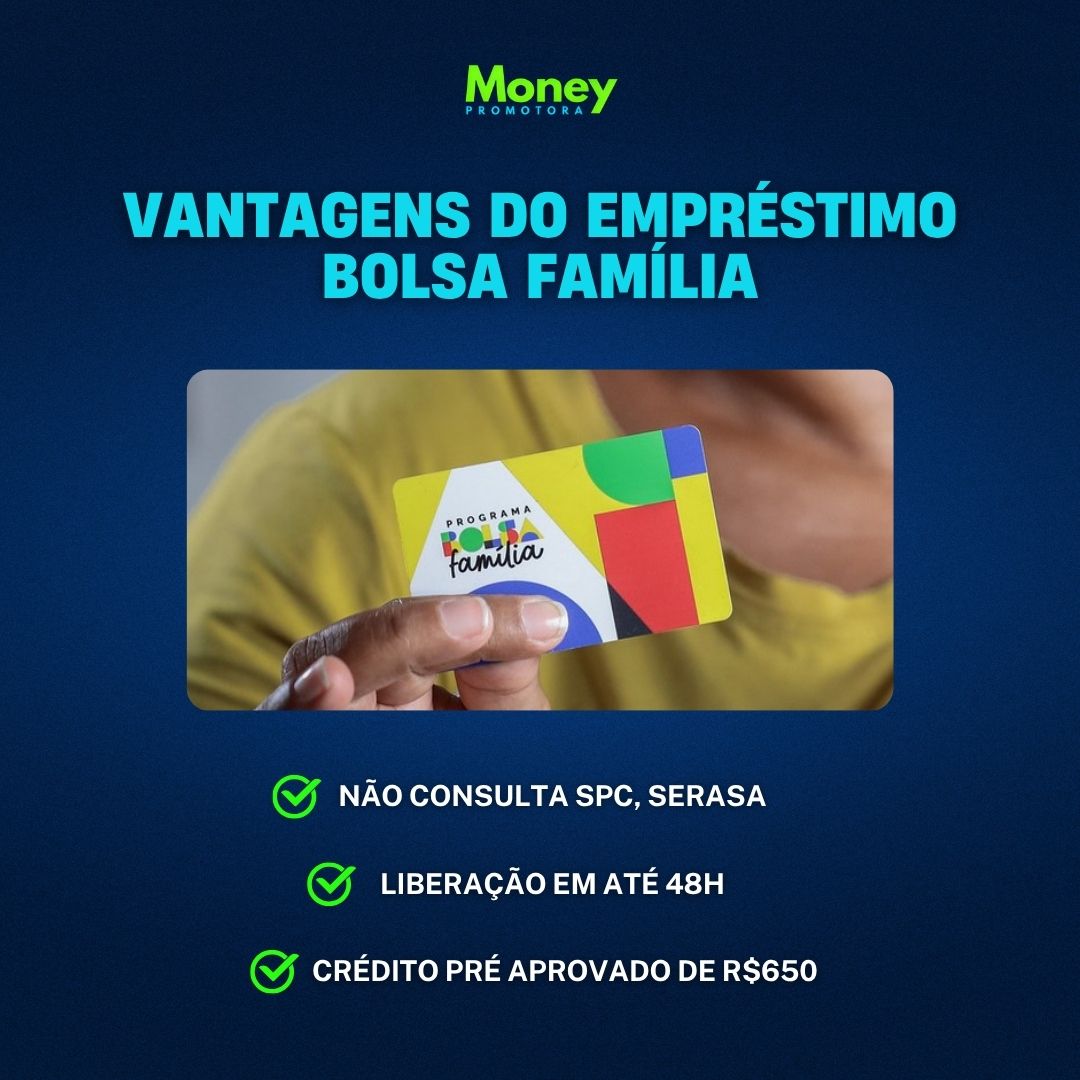 Money
PROMOTORA
VANTAGENS DO EMPRÉSTIMO
BOLSA FAMÍLIA
PROGRAMA
BOLSA
família
NÃO CONSULTA SPC, SERASA
LIBERAÇÃO EM ATÉ 48H
CRÉDITO PRÉ APROVADO DE R$650